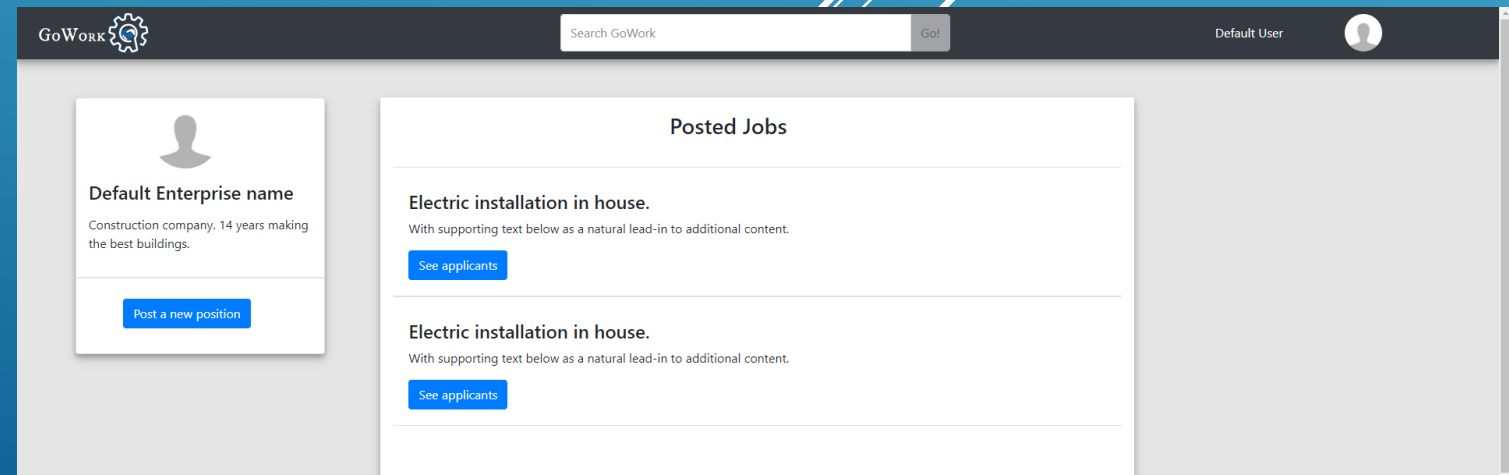 GoWork
Search GoWork
Go!
Default User
Default Enterprise name
Construction company. 14 years making
the best buildings.
Post a new position
Posted Jobs
Electric installation in house.
With supporting text below as a natural lead-in to additional content.
See applicants
Electric installation in house.
With supporting text below as a natural lead-in to additional content.
See applicants